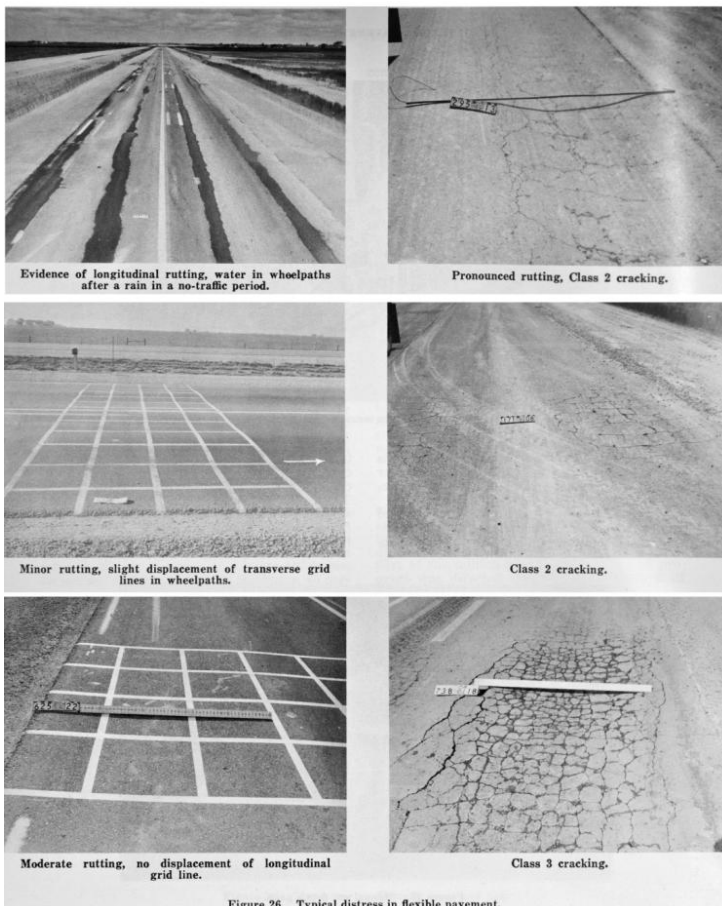 Evidence of longitudinal rutting, water in wheelpaths
after a rain in a no-traffic period.
Pronounced rutting, Class 2 cracking.
Minor rutting, slight displacement of transverse grid
lines in wheelpaths.
Class 2 cracking.
Moderate rutting, no displacement of longitudinal
grid line.
Class 3 cracking.
Figure 26. Typical distress in flexible pavement.